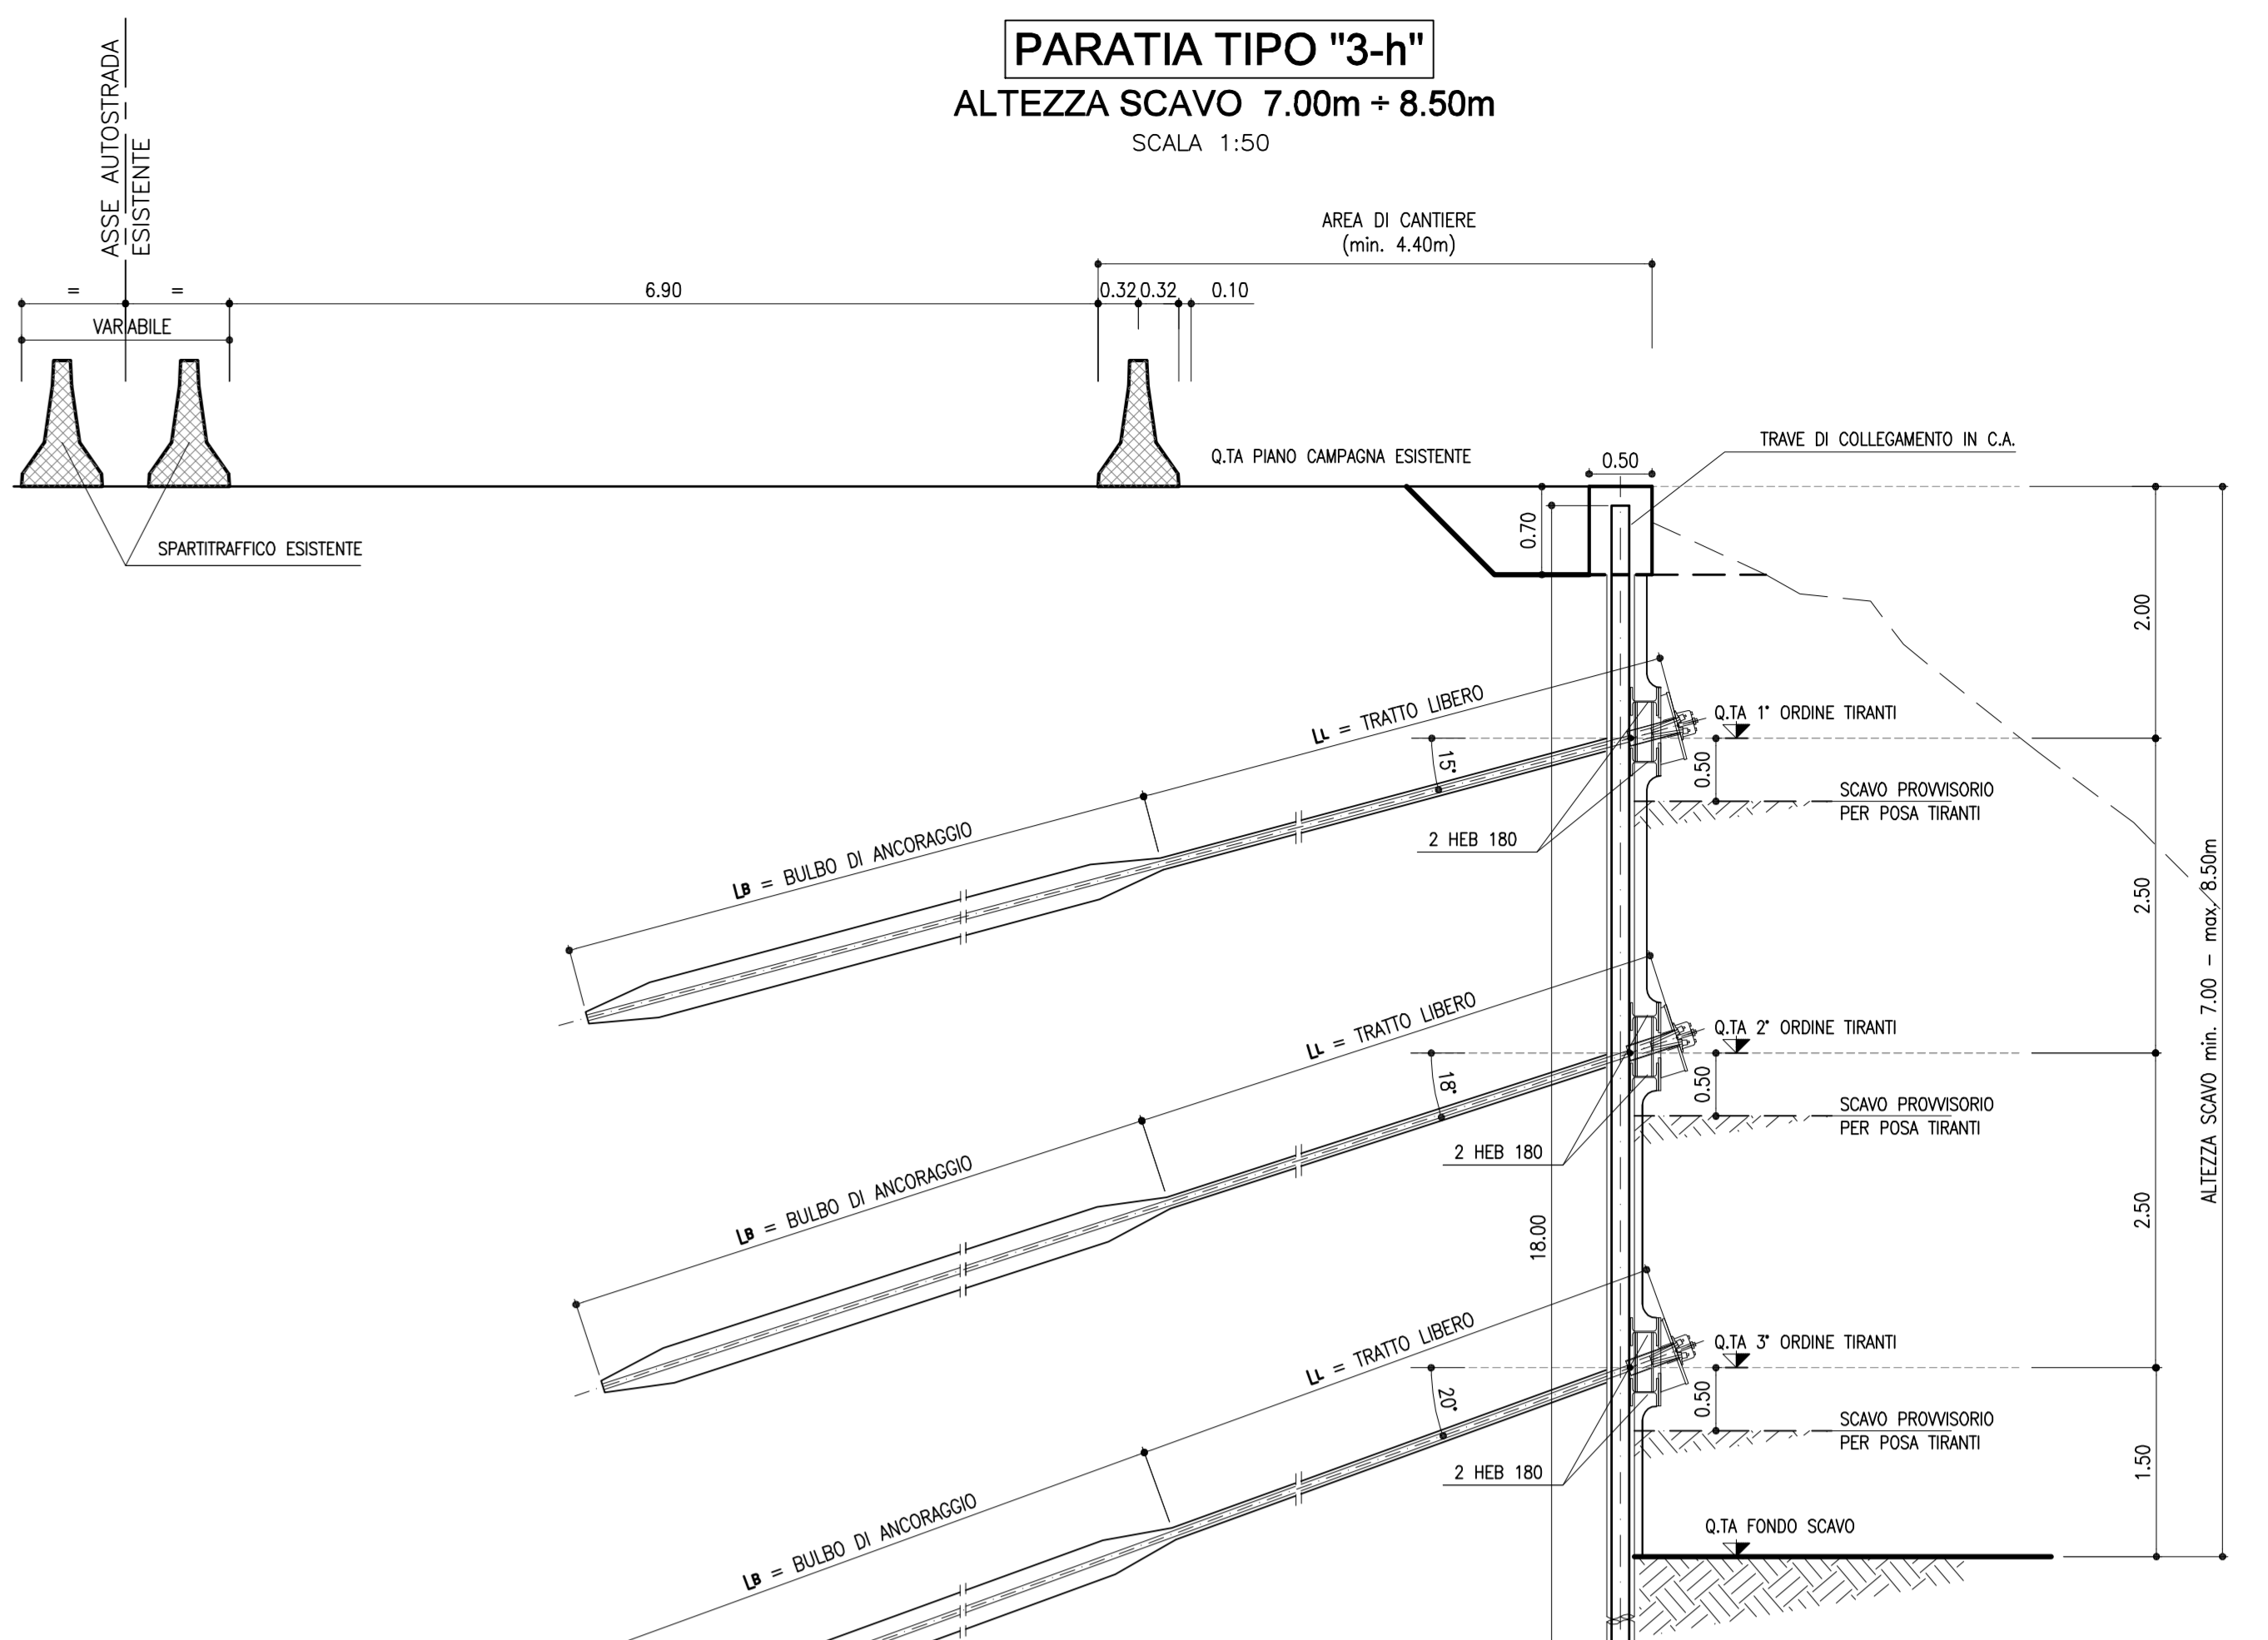 PARATIA TIPO "3-h"
ALTEZZA SCAVO 7.00m ÷ 8.50m
SCALA 1:50
ASSE AUTOSTRADA
ESISTENTE
AREA DI CANTIERE
(min. 4.40m)
=
=
6.90
0.32
0.32
0.10
VARIABILE
Q.TA PIANO CAMPAGNA ESISTENTE
0.50
TRAVE DI COLLEGAMENTO IN C.A.
SPARTITRAFFICO ESISTENTE
0.70
2.00
LL = TRATTO LIBERO
Q.TA 1° ORDINE TIRANTI
15°
0.50
SCAVO PROVVISORIO
PER POSA TIRANTI
2 HEB 180
LB = BULBO DI ANCORAGGIO
2.50
ALTEZZA SCAVO min. 7.00 - max. 8.50m
LL = TRATTO LIBERO
Q.TA 2° ORDINE TIRANTI
18°
0.50
SCAVO PROVVISORIO
PER POSA TIRANTI
2 HEB 180
LB = BULBO DI ANCORAGGIO
2.50
18.00
LL = TRATTO LIBERO
Q.TA 3° ORDINE TIRANTI
20°
0.50
SCAVO PROVVISORIO
PER POSA TIRANTI
2 HEB 180
1.50
LB = BULBO DI ANCORAGGIO
Q.TA FONDO SCAVO